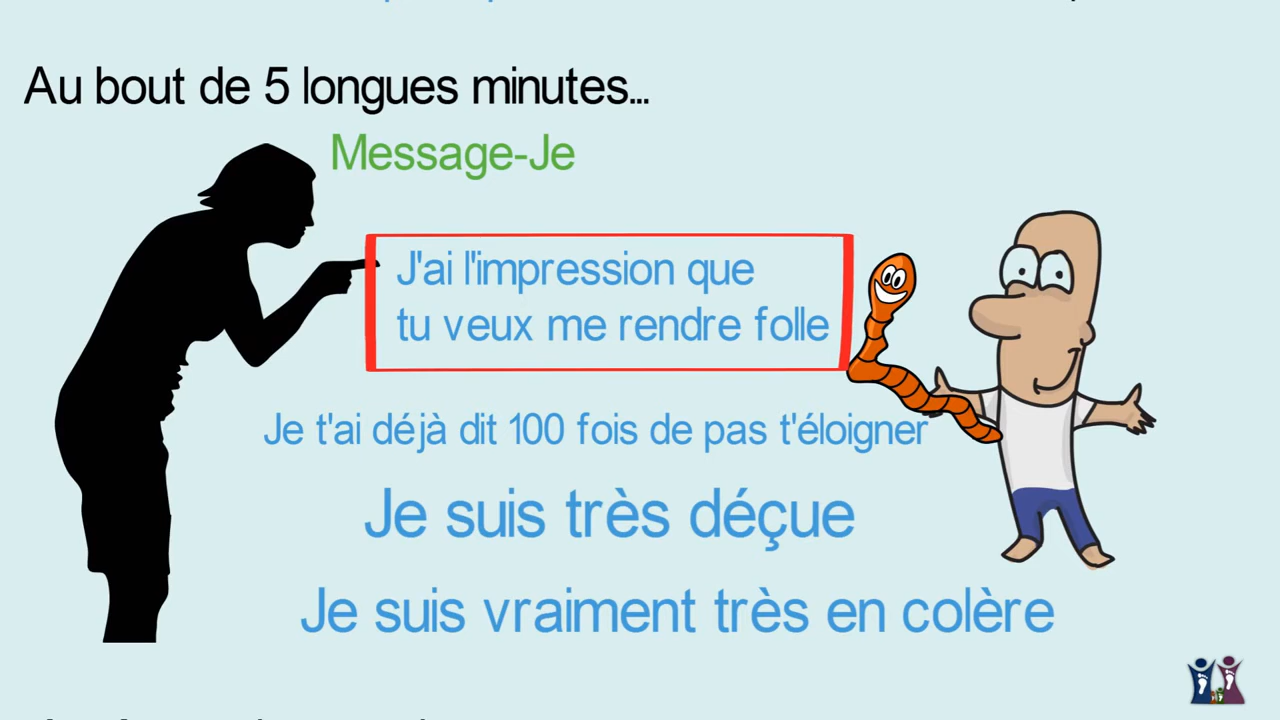 Au bout de 5 longues minutes...
Message-Je
J'ai l'impression que
tu veux me rendre folle
Je t'ai déjà dit 100 fois de pas t'éloigner
Je suis très déçue
Je suis vraiment très en colère